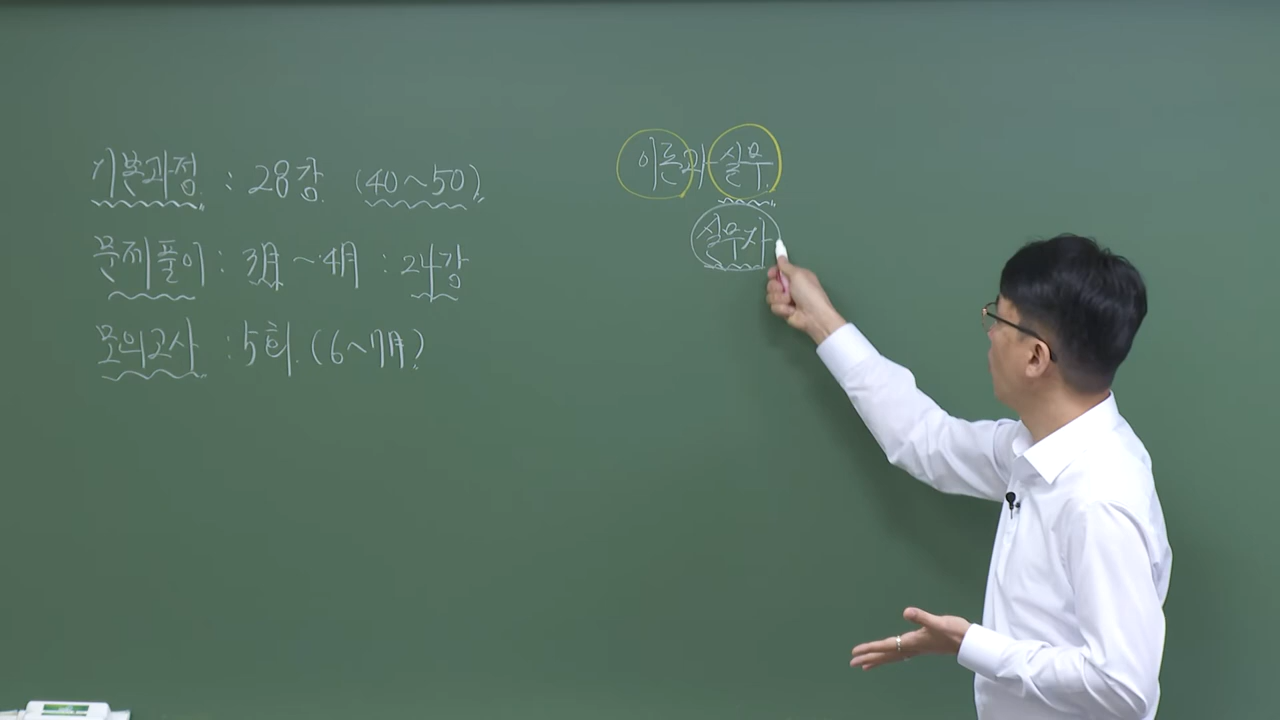 기본과정 : 28강 (40~50)
문제풀이 : 3月 ~ 4月 : 24강
모의고사 : 5회 (6~7月)
이론과 실무
실무자